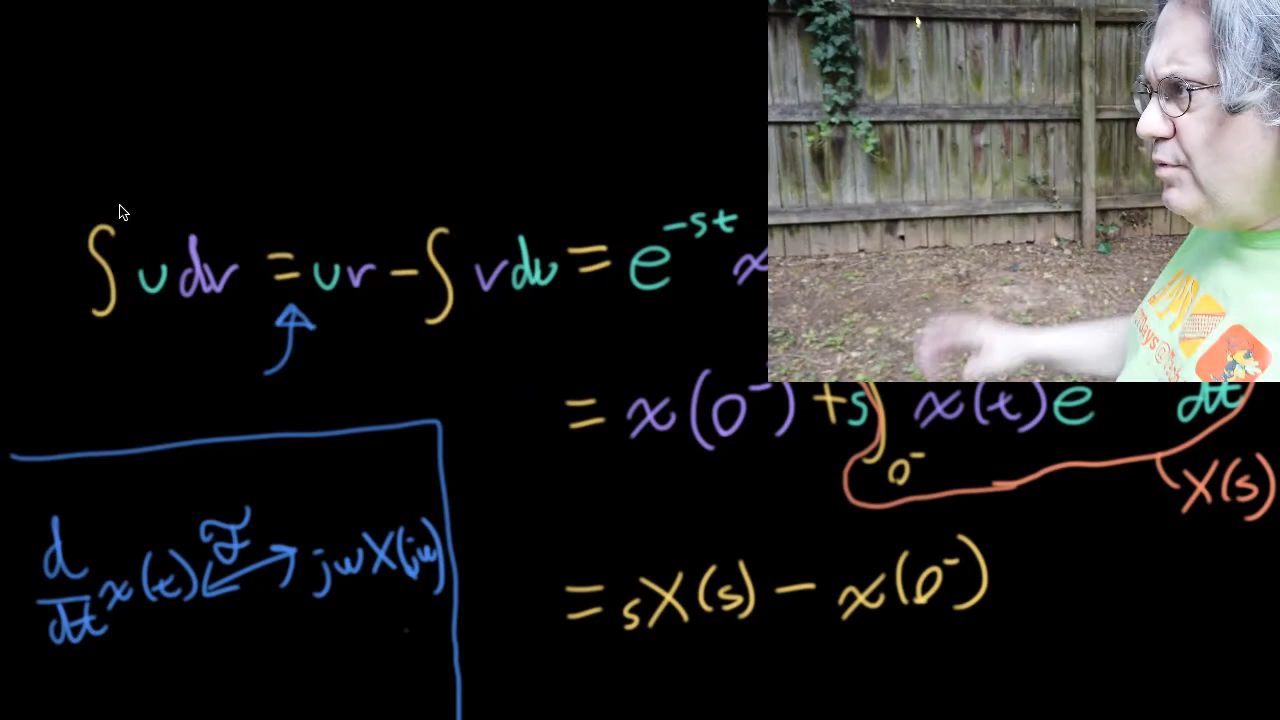 ∫ u dv = uv - ∫ v du = e^{-st} x
= x(0⁻) + s ∫_{0⁻} x(t) e dt
X(s)
d/dt x(t) ⟷^ℱ jωX(jω)
= sX(s) - x(0⁻)